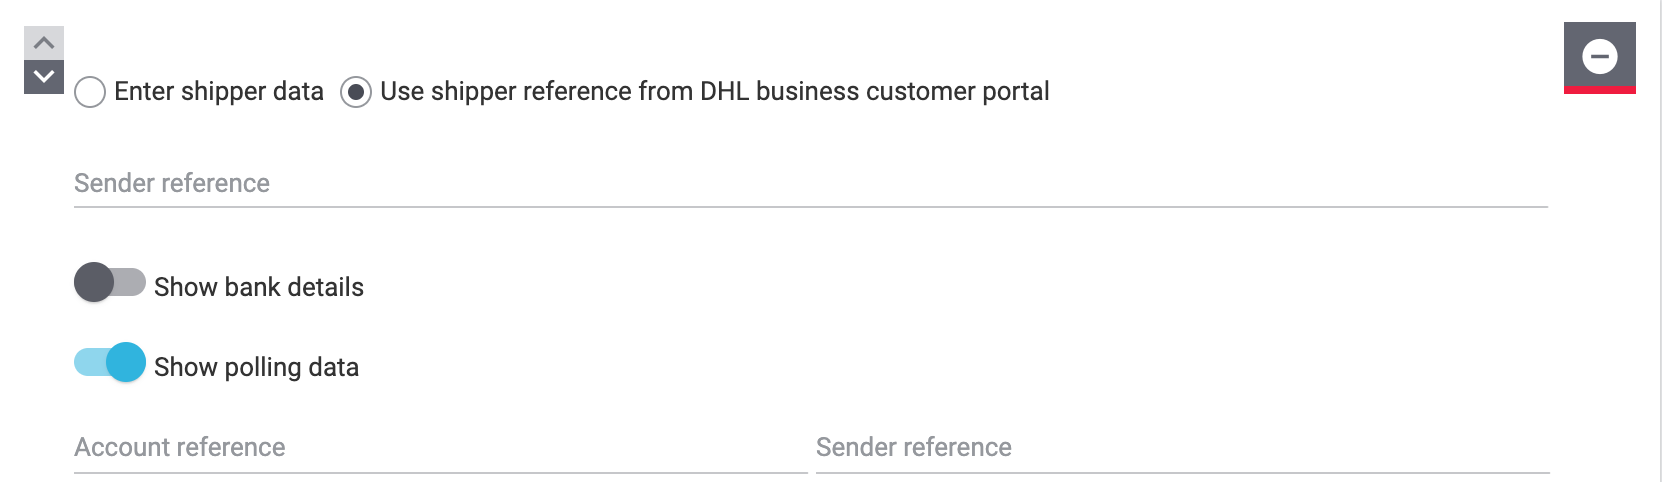 Enter shipper data Use shipper reference from DHL business customer portal
Sender reference
Show bank details
Show polling data
Account reference Sender reference